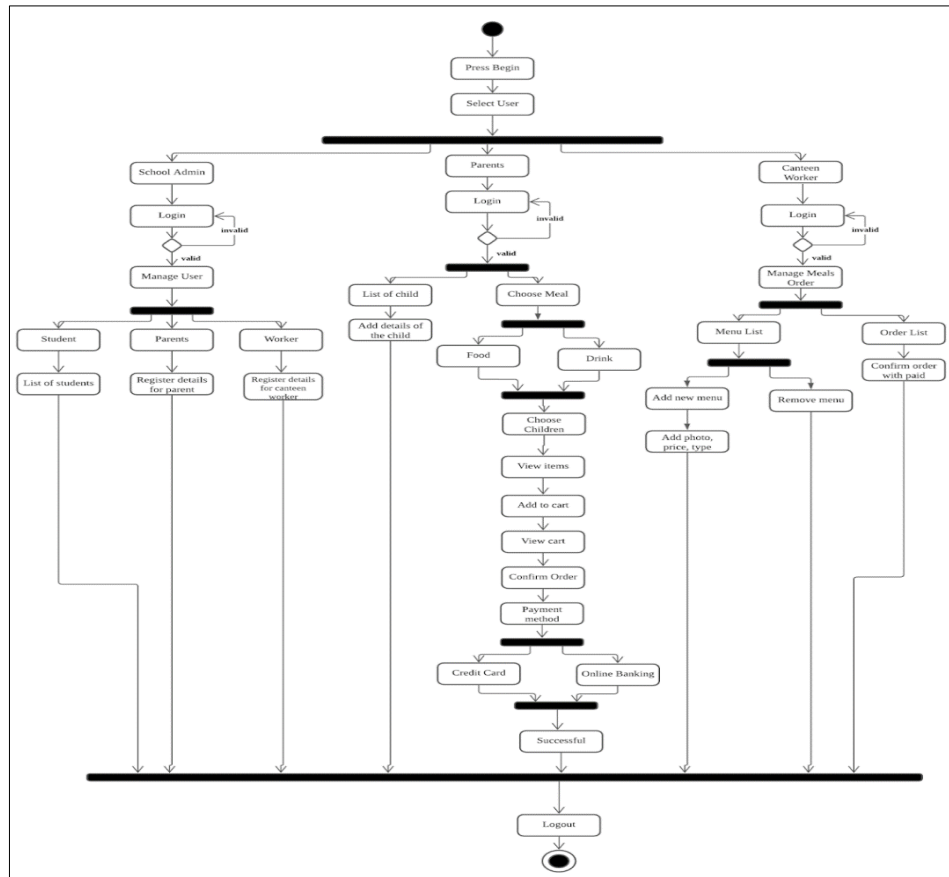 Press Begin
Select User
School Admin
Parents
Canteen
Worker
Login
Login
Login
invalid
invalid
invalid
valid
valid
valid
Manage User
Manage Meals
Order
List of child
Choose Meal
Student
Parents
Worker
Add details of
the child
Menu List
Order List
Food
Drink
List of students
Register details
for parent
Register details
for canteen
worker
Confirm order
with paid
Add new menu
Remove menu
Choose
Children
Add photo,
price, type
View items
Add to cart
View cart
Confirm Order
Payment
method
Credit Card
Online Banking
Successful
Logout